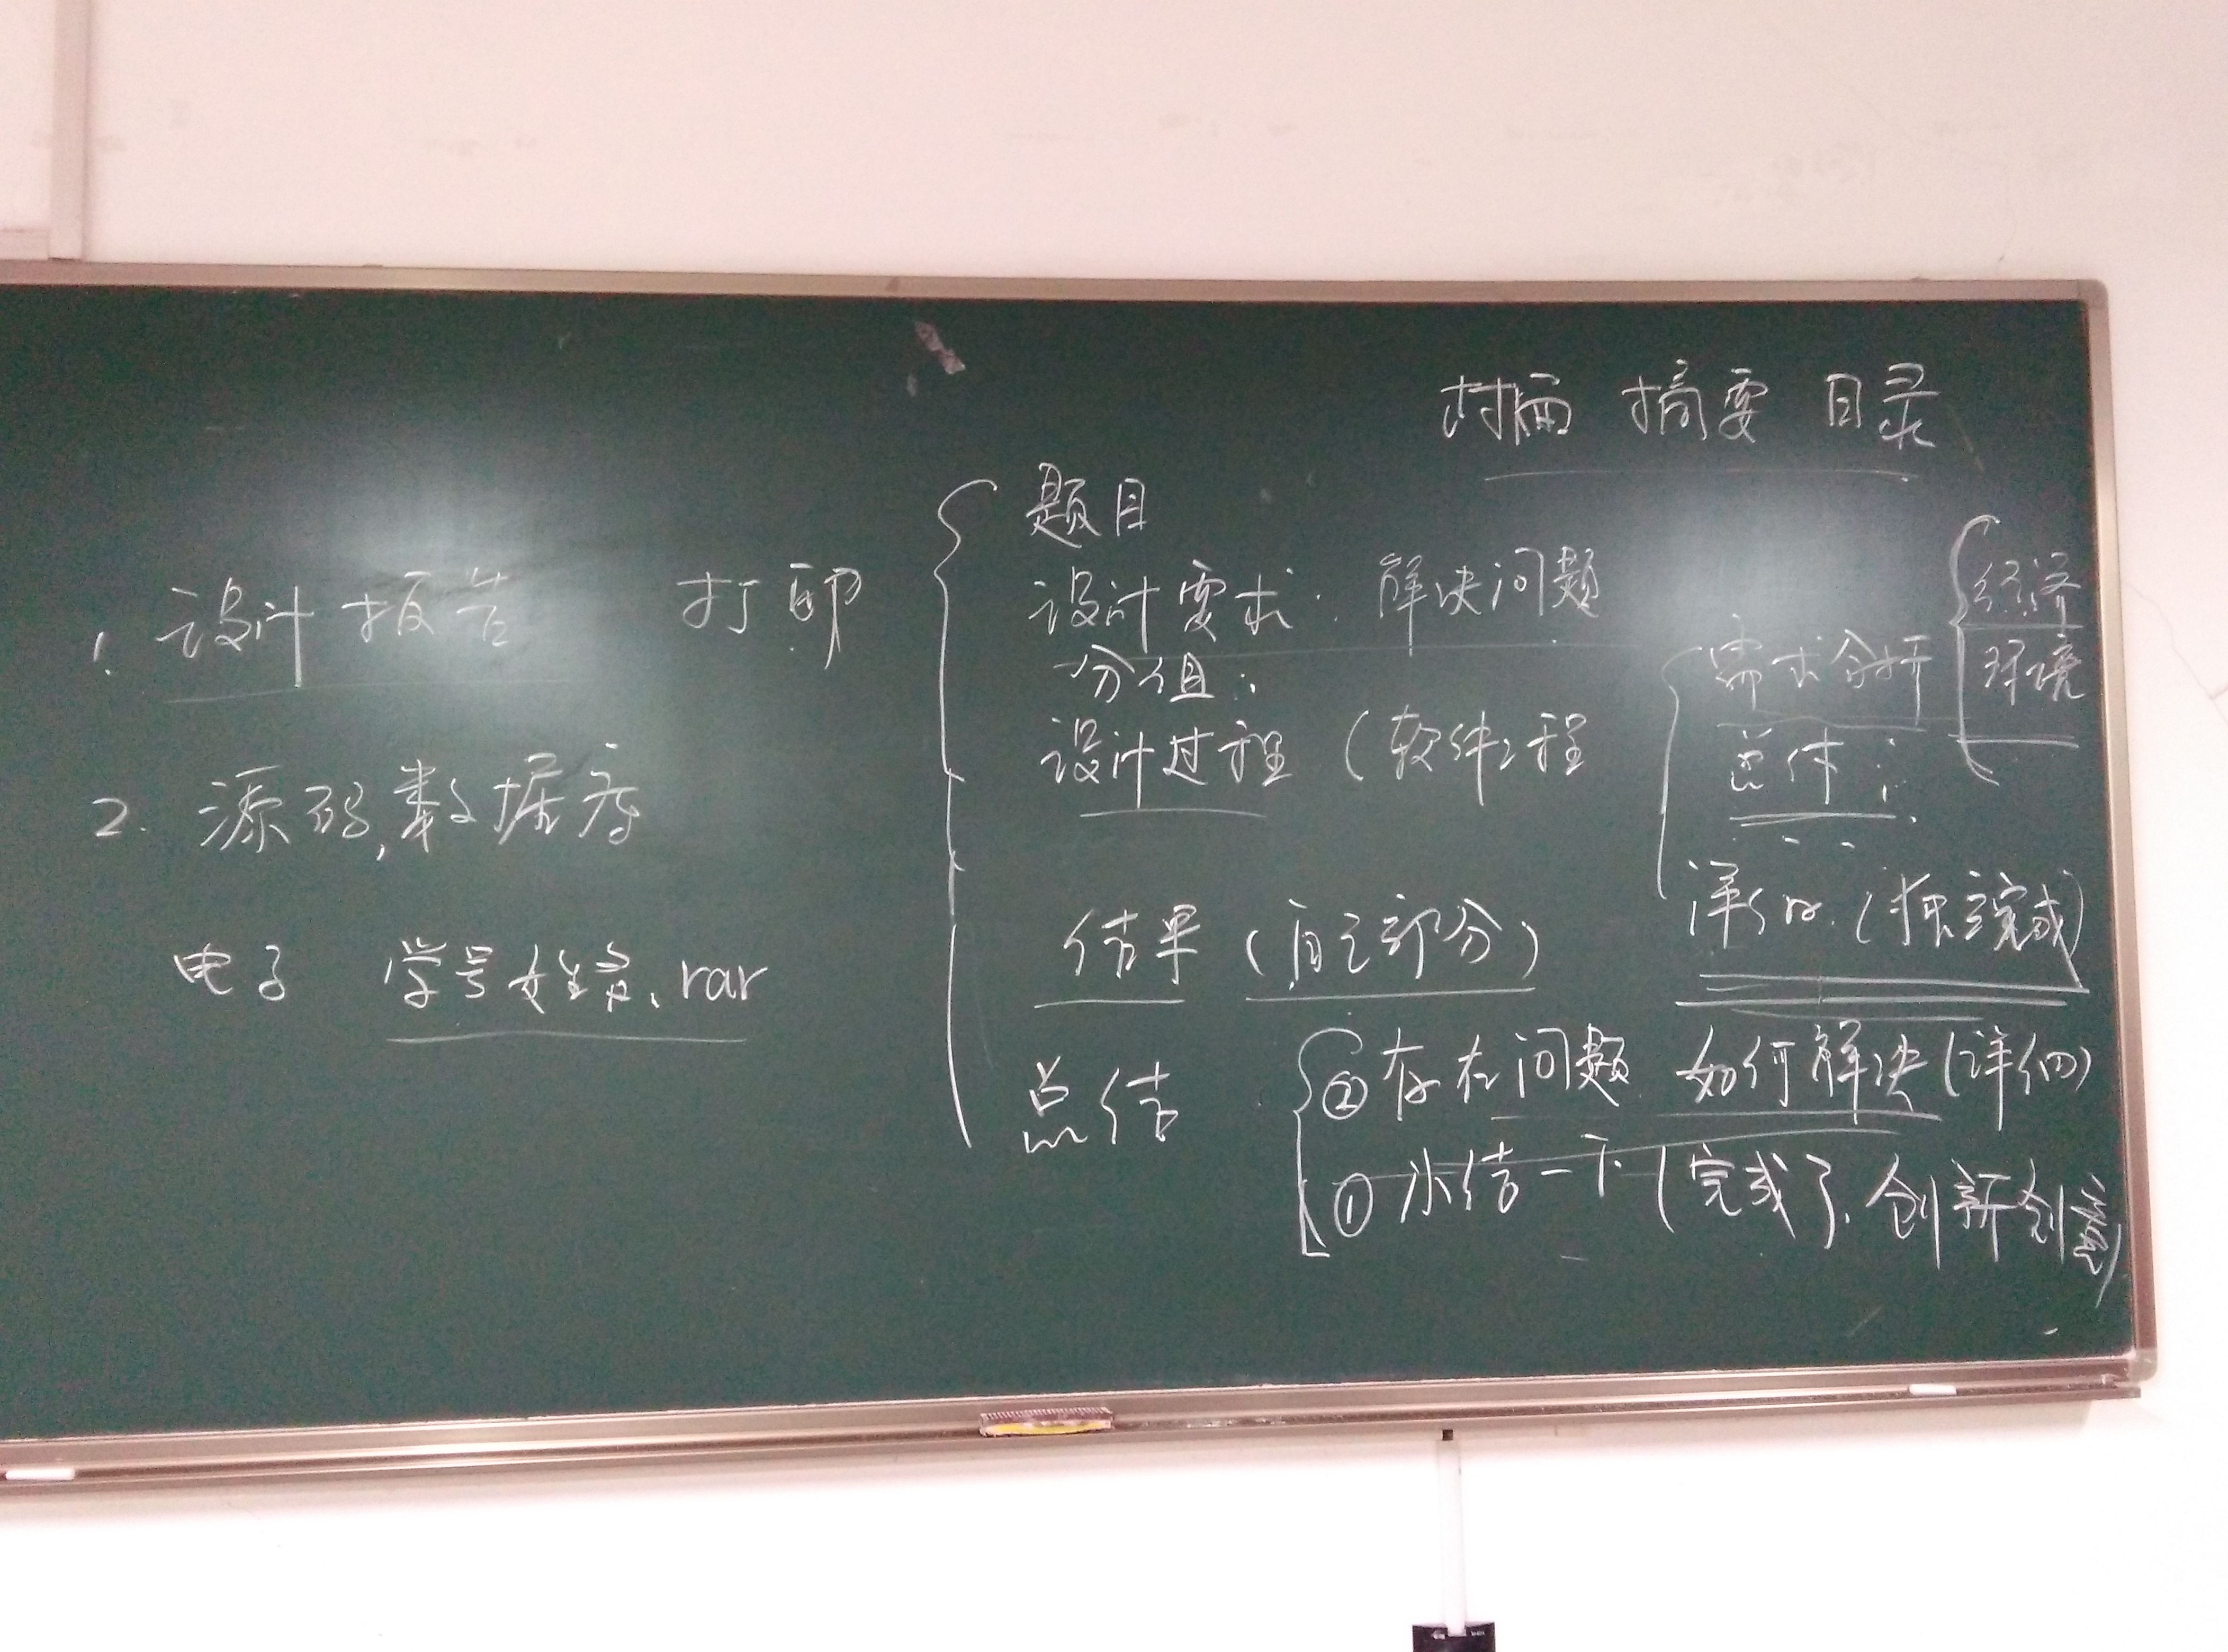 1. 设计报告 打印
2. 源码,数据库
电子 学号姓名.rar
摘要 目录
题目
设计要求: 解决问题
分组:
设计过程 (软件工程
需求分析
经济
环境
总体:
详细.(独立完成)
结果 (自己部分)
总结
② 存在问题 如何解决(详细)
① 小结一下(完成了.创新创意)